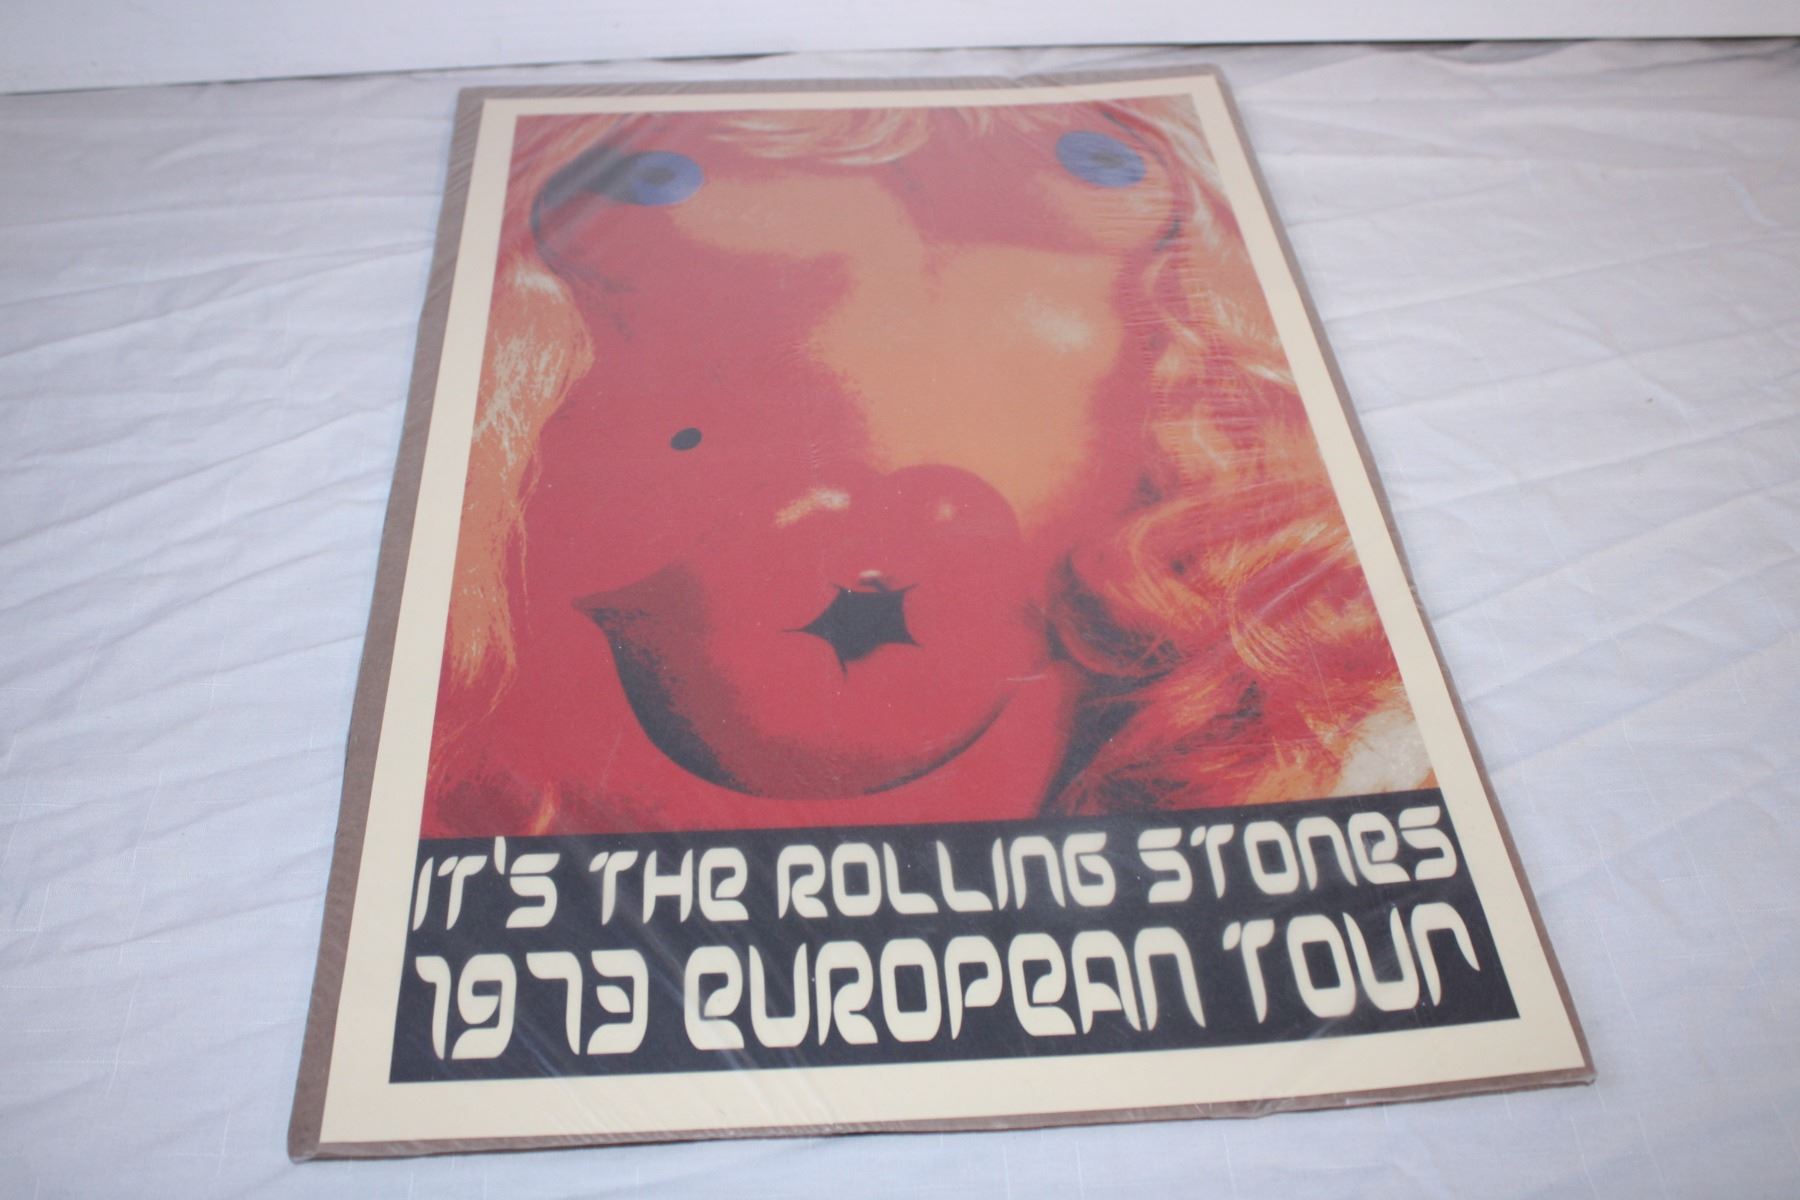 IT'S THE ROLLING STONES
1973 EUROPEAN TOUR